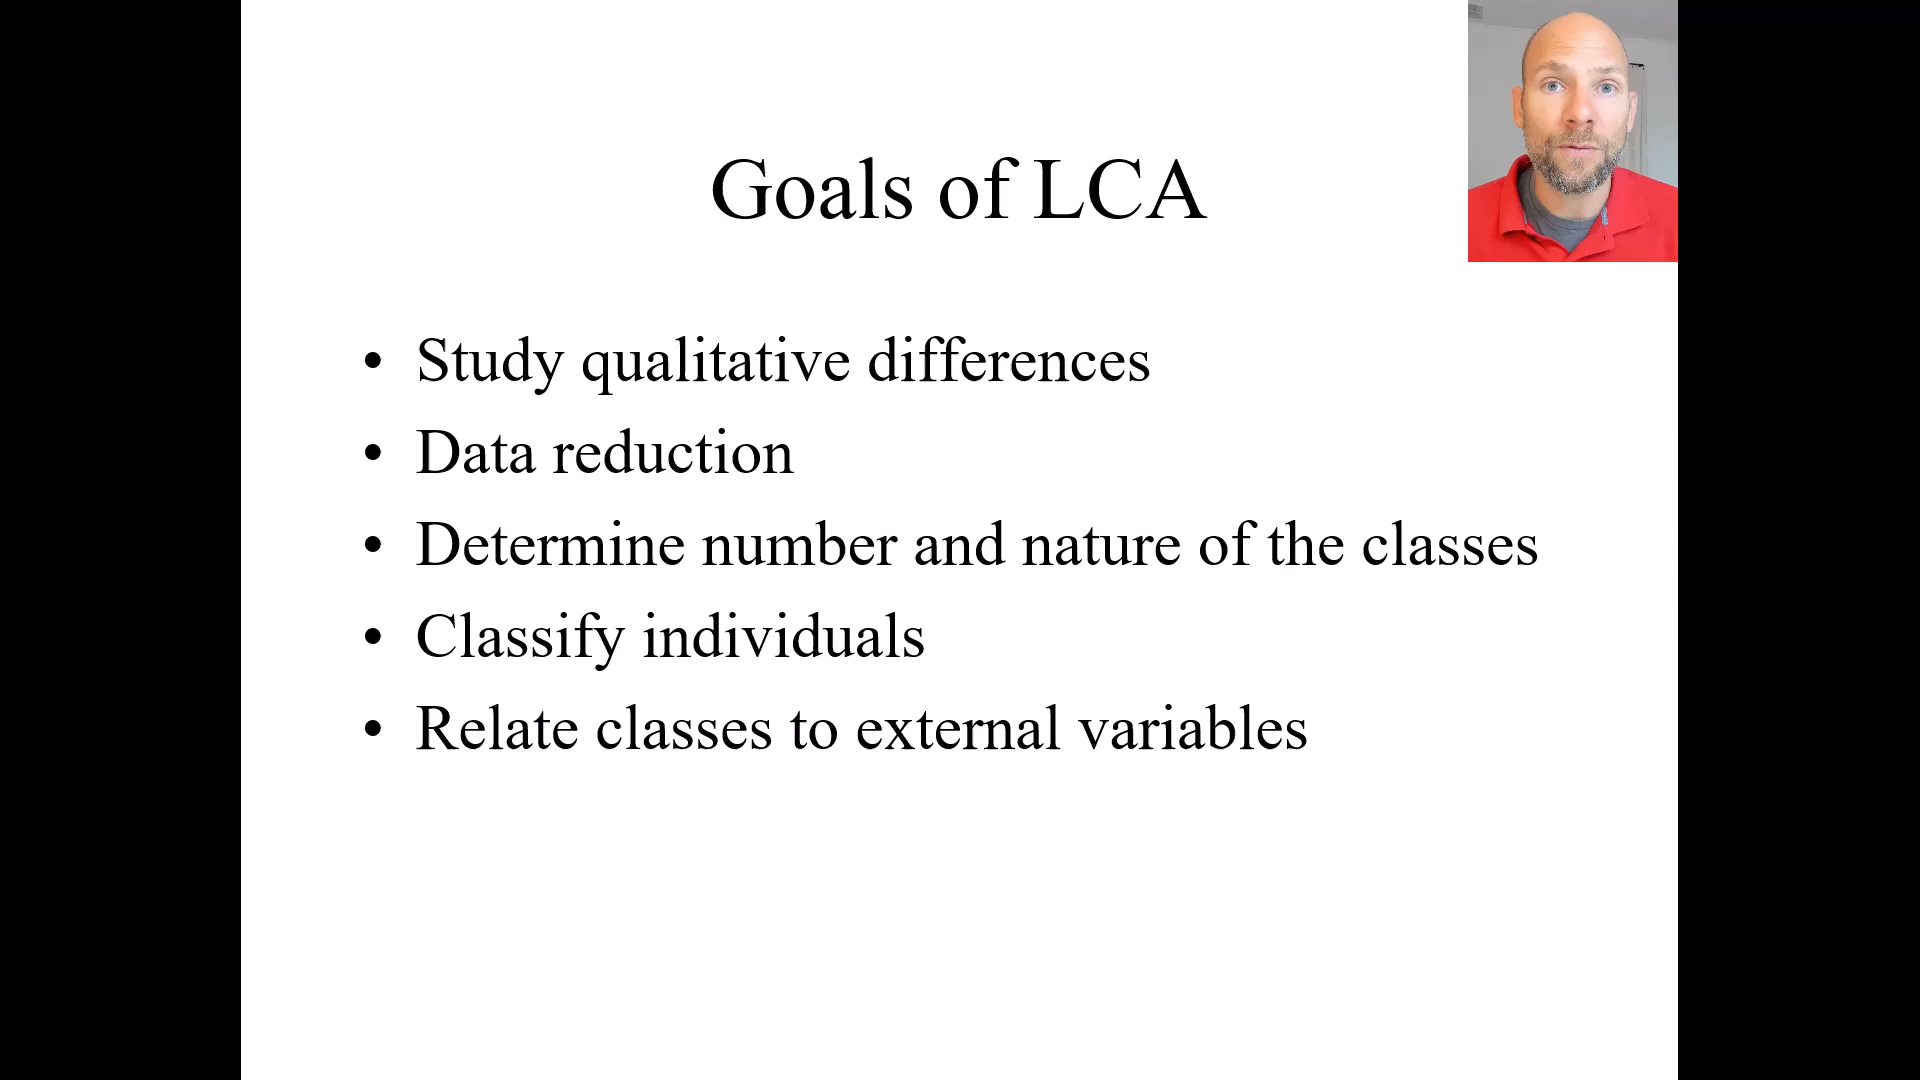 Goals of LCA
• Study qualitative differences
• Data reduction
• Determine number and nature of the classes
• Classify individuals
• Relate classes to external variables